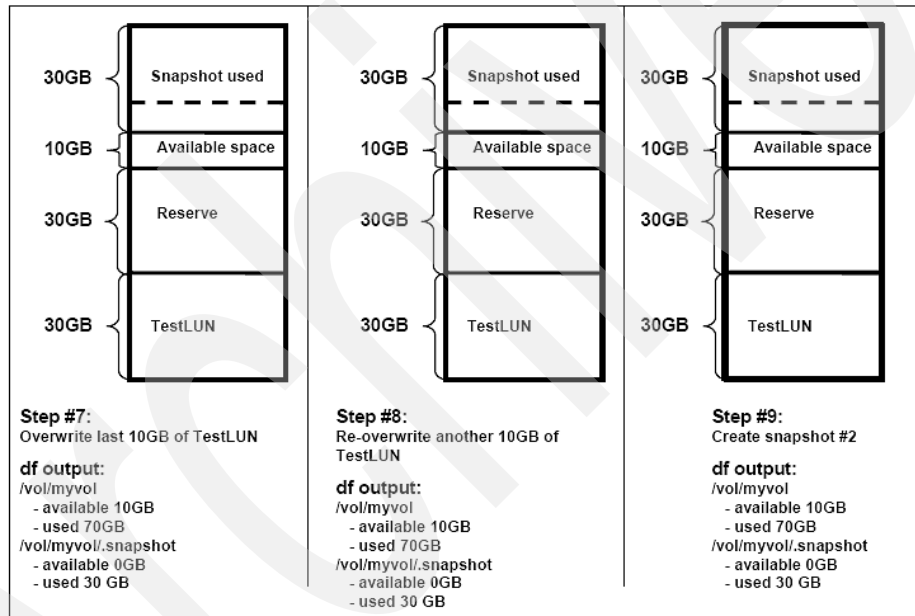 30GB
Snapshot used
10GB
Available space
30GB
Reserve
30GB
TestLUN
Step #7:
Overwrite last 10GB of TestLUN
df output:
/vol/myvol
- available 10GB
- used 70GB
/vol/myvol/.snapshot
- available 0GB
- used 30 GB
30GB
Snapshot used
10GB
Available space
30GB
Reserve
30GB
TestLUN
Step #8:
Re-overwrite another 10GB of
TestLUN
df output:
/vol/myvol
- available 10GB
- used 70GB
/vol/myvol/.snapshot
- available 0GB
- used 30 GB
30GB
Snapshot used
10GB
Available space
30GB
Reserve
30GB
TestLUN
Step #9:
Create snapshot #2
df output:
/vol/myvol
- available 10GB
- used 70GB
/vol/myvol/.snapshot
- available 0GB
- used 30 GB